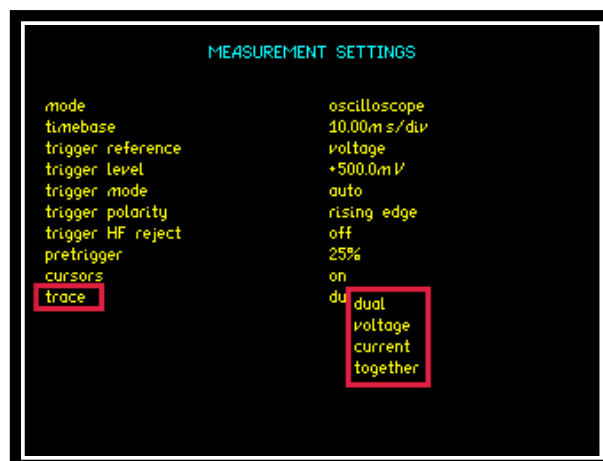 MEASUREMENT SETTINGS
mode oscilloscope
timebase 10.00ms/div
trigger reference voltage
trigger level +500.0mV
trigger mode auto
trigger polarity rising edge
trigger HF reject off
pretrigger 25%
cursors on
trace du
dual
voltage
current
together